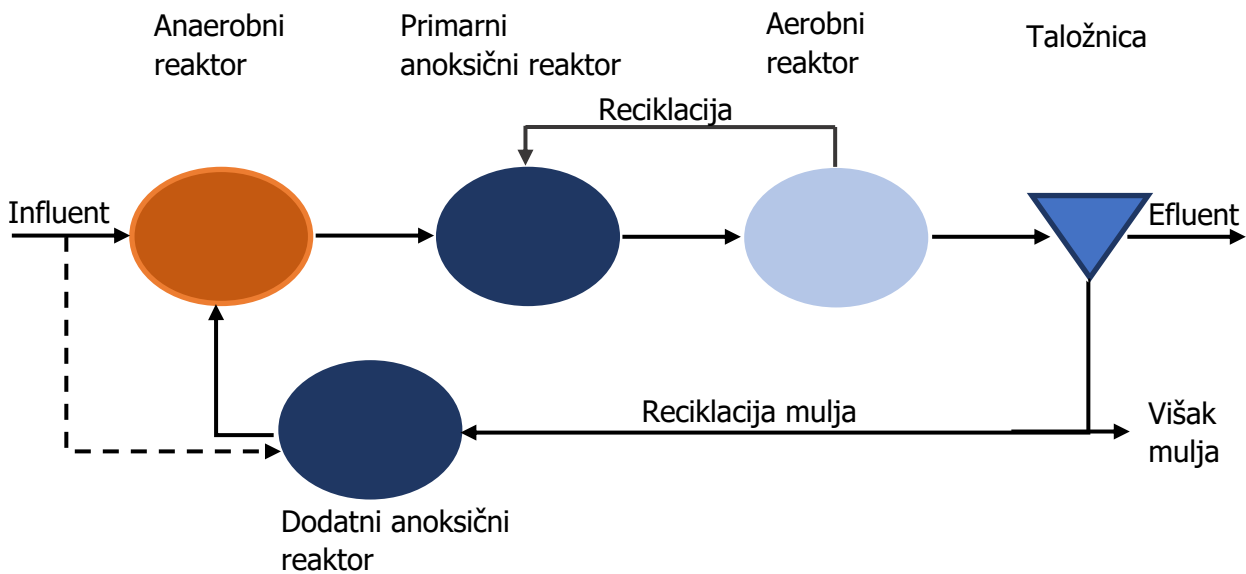 Anaerobni
reaktor
Primarni
anoksični reaktor
Aerobni
reaktor
Taložnica
Reciklacija
Influent
Efluent
Reciklacija mulja
Višak
mulja
Dodatni anoksični
reaktor